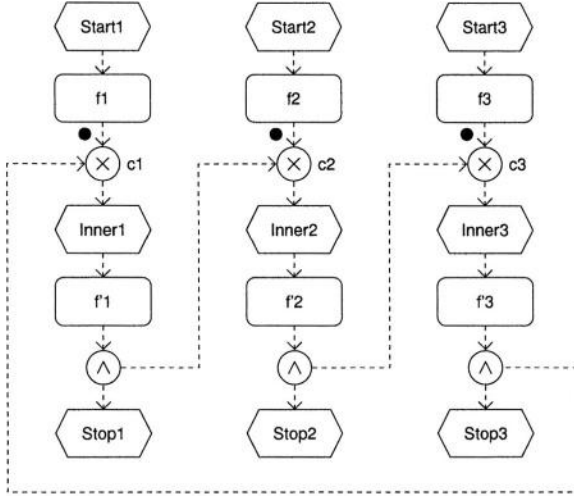 Start1 Start2 Start3
f1 f2 f3
c1 c2 c3
Inner1 Inner2 Inner3
f'1 f'2 f'3
Stop1 Stop2 Stop3